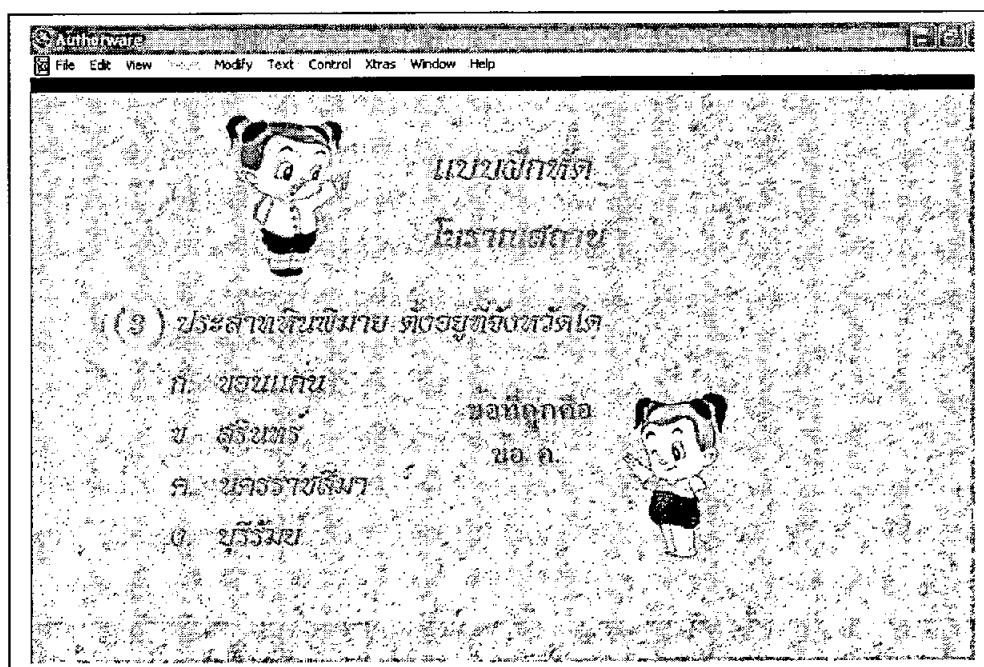 Authorware
File Edit View Insert Modify Text Control Xtras Window Help
แบบฝึกหัด
โบราณสถาน
(3) ประสาทหินพิมาย ตั้งอยู่ที่จังหวัดใด
ก. ขอนแก่น
ข. สุรินทร์
ค. นครราชสีมา
ง. บุรีรัมย์
ข้อที่ถูกคือ
ข้อ ค.